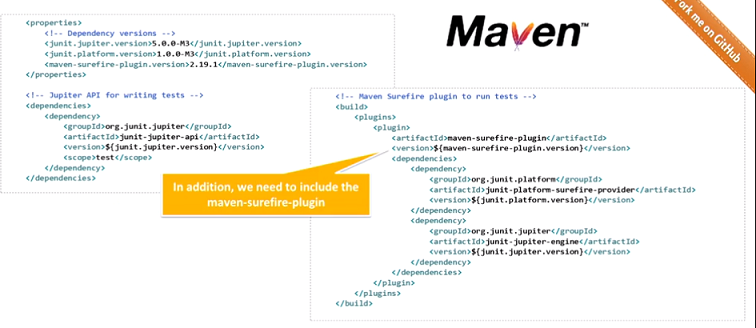 <properties>
<!-- Dependency versions -->
<junit.jupiter.version>5.0.0-M3</junit.jupiter.version>
<junit.platform.version>1.0.0-M3</junit.platform.version>
<maven-surefire-plugin.version>2.19.1</maven-surefire-plugin.version>
</properties>
<!-- Jupiter API for writing tests -->
<dependencies>
<dependency>
<groupId>org.junit.jupiter</groupId>
<artifactId>junit-jupiter-api</artifactId>
<version>${junit.jupiter.version}</version>
<scope>test</scope>
</dependency>
</dependencies>
In addition, we need to include the
maven-surefire-plugin
Maven™
Fork me on GitHub
<!-- Maven Surefire plugin to run tests -->
<build>
<plugins>
<plugin>
<artifactId>maven-surefire-plugin</artifactId>
<version>${maven-surefire-plugin.version}</version>
<dependencies>
<dependency>
<groupId>org.junit.platform</groupId>
<artifactId>junit-platform-surefire-provider</artifactId>
<version>${junit.platform.version}</version>
</dependency>
<dependency>
<groupId>org.junit.jupiter</groupId>
<artifactId>junit-jupiter-engine</artifactId>
<version>${junit.jupiter.version}</version>
</dependency>
</dependencies>
</plugin>
</plugins>
</build>